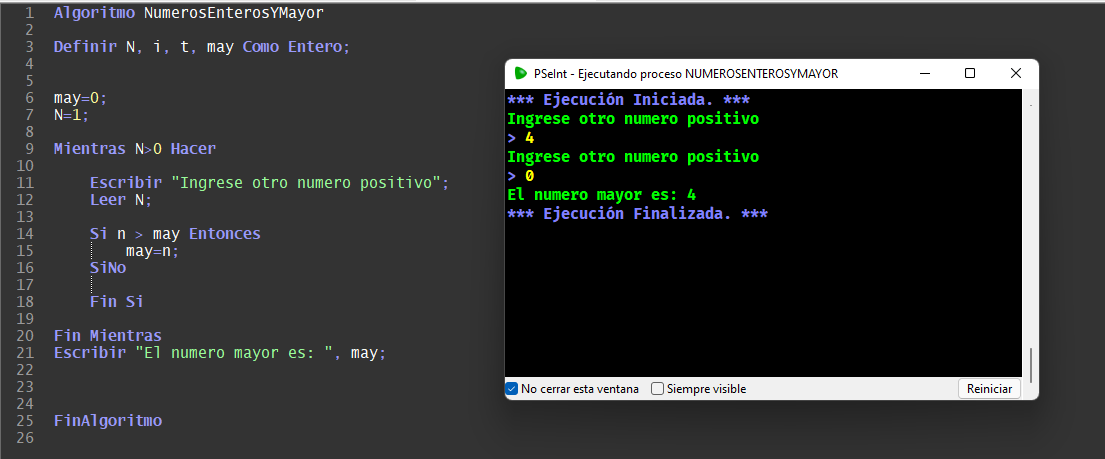 1 Algoritmo NumerosEnterosYMayor
2
3 Definir N, i, t, may Como Entero;
4
5
6 may=0;
7 N=1;
8
9 Mientras N>0 Hacer
10
11 Escribir "Ingrese otro numero positivo";
12 Leer N;
13
14 Si n > may Entonces
15 may=n;
16 SiNo
17
18 Fin Si
19
20 Fin Mientras
21 Escribir "El numero mayor es: ", may;
22
23
24
25 FinAlgoritmo
26
PSeInt - Ejecutando proceso NUMEROSENTEROSYMAYOR
*** Ejecución Iniciada. ***
Ingrese otro numero positivo
> 4
Ingrese otro numero positivo
> 0
El numero mayor es: 4
*** Ejecución Finalizada. ***
No cerrar esta ventana Siempre visible Reiniciar